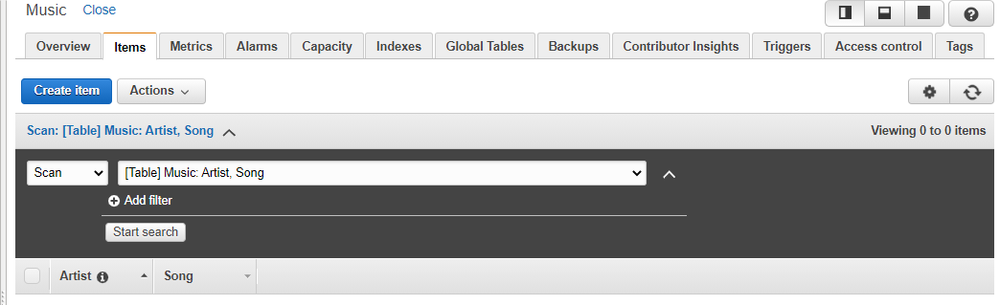 Music Close
Overview Items Metrics Alarms Capacity Indexes Global Tables Backups Contributor Insights Triggers Access control Tags
Create item Actions
Scan: [Table] Music: Artist, Song Viewing 0 to 0 items
Scan [Table] Music: Artist, Song
Add filter
Start search
Artist Song